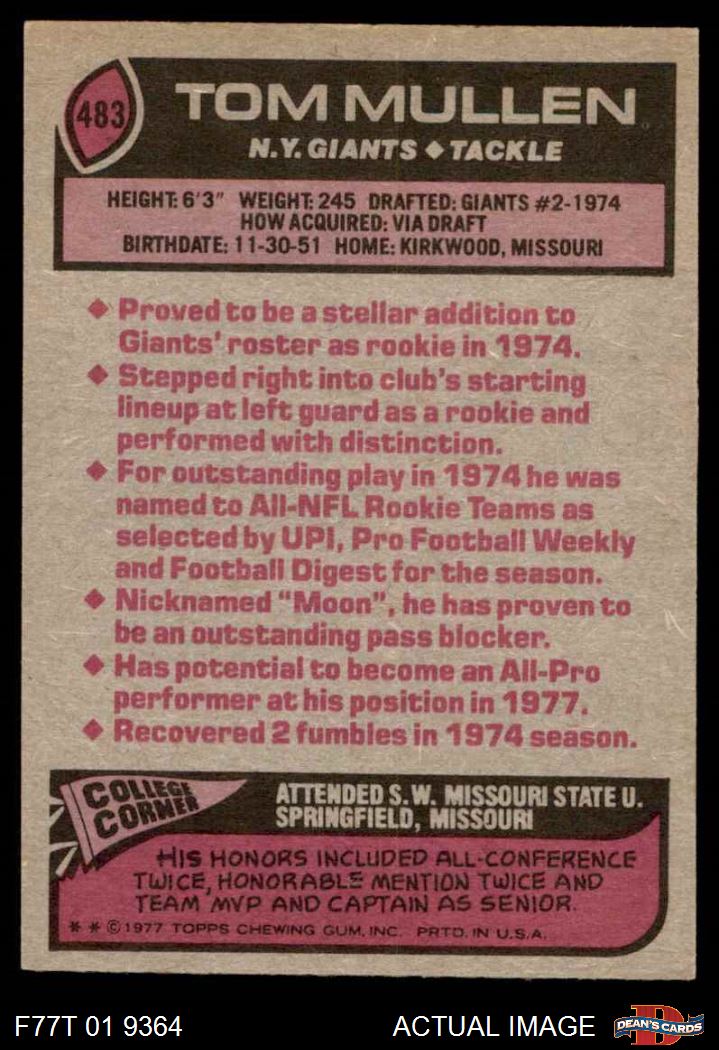 483
TOM MULLEN
N.Y. GIANTS ◆ TACKLE
HEIGHT: 6'3" WEIGHT: 245 DRAFTED: GIANTS #2-1974
HOW ACQUIRED: VIA DRAFT
BIRTHDATE: 11-30-51 HOME: KIRKWOOD, MISSOURI
◆ Proved to be a stellar addition to
Giants' roster as rookie in 1974.
◆ Stepped right into club's starting
lineup at left guard as a rookie and
performed with distinction.
◆ For outstanding play in 1974 he was
named to All-NFL Rookie Teams as
selected by UPI, Pro Football Weekly
and Football Digest for the season.
◆ Nicknamed "Moon", he has proven to
be an outstanding pass blocker.
◆ Has potential to become an All-Pro
performer at his position in 1977.
◆ Recovered 2 fumbles in 1974 season.
COLLEGE
CORNER
ATTENDED S.W. MISSOURI STATE U.
SPRINGFIELD, MISSOURI
HIS HONORS INCLUDED ALL-CONFERENCE
TWICE, HONORABLE MENTION TWICE AND
TEAM MVP AND CAPTAIN AS SENIOR.
* * © 1977 TOPPS CHEWING GUM, INC. PRTD. IN U.S.A.
F77T 01 9364
ACTUAL IMAGE
D
DEAN'S CARDS